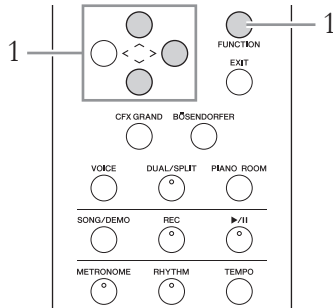 1
1
FUNCTION
EXIT
CFX GRAND BÖSENDORFER
VOICE DUAL/SPLIT PIANO ROOM
SONG/DEMO REC ►/II
METRONOME RHYTHM TEMPO